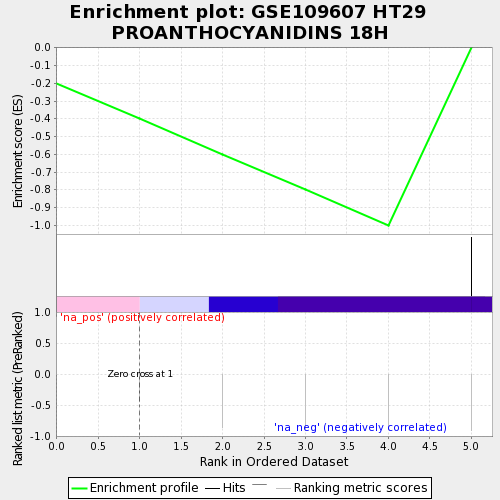 Enrichment plot: GSE109607 HT29
PROANTHOCYANIDINS 18H
Enrichment score (ES)
0.0
-0.1
-0.2
-0.3
-0.4
-0.5
-0.6
-0.7
-0.8
-0.9
-1.0
Ranked list metric (PreRanked)
1.0
0.5
0.0
-0.5
-1.0
'na_pos' (positively correlated)
Zero cross at 1
'na_neg' (negatively correlated)
0.0 0.5 1.0 1.5 2.0 2.5 3.0 3.5 4.0 4.5 5.0
Rank in Ordered Dataset
Enrichment profile Hits Ranking metric scores